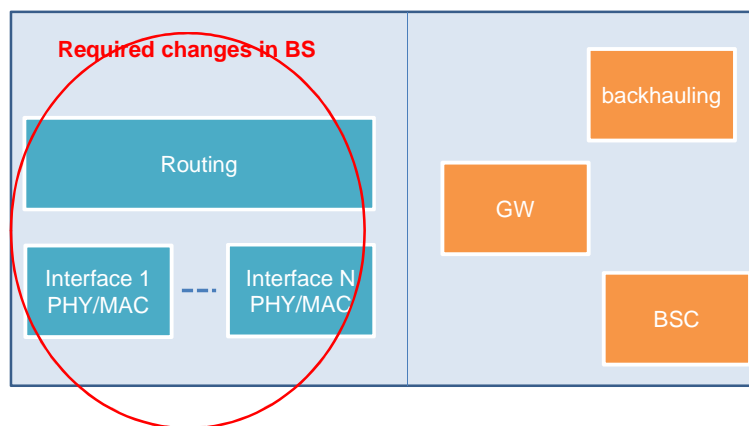 Required changes in BS
backhauling
Routing
GW
Interface 1
PHY/MAC
Interface N
PHY/MAC
BSC